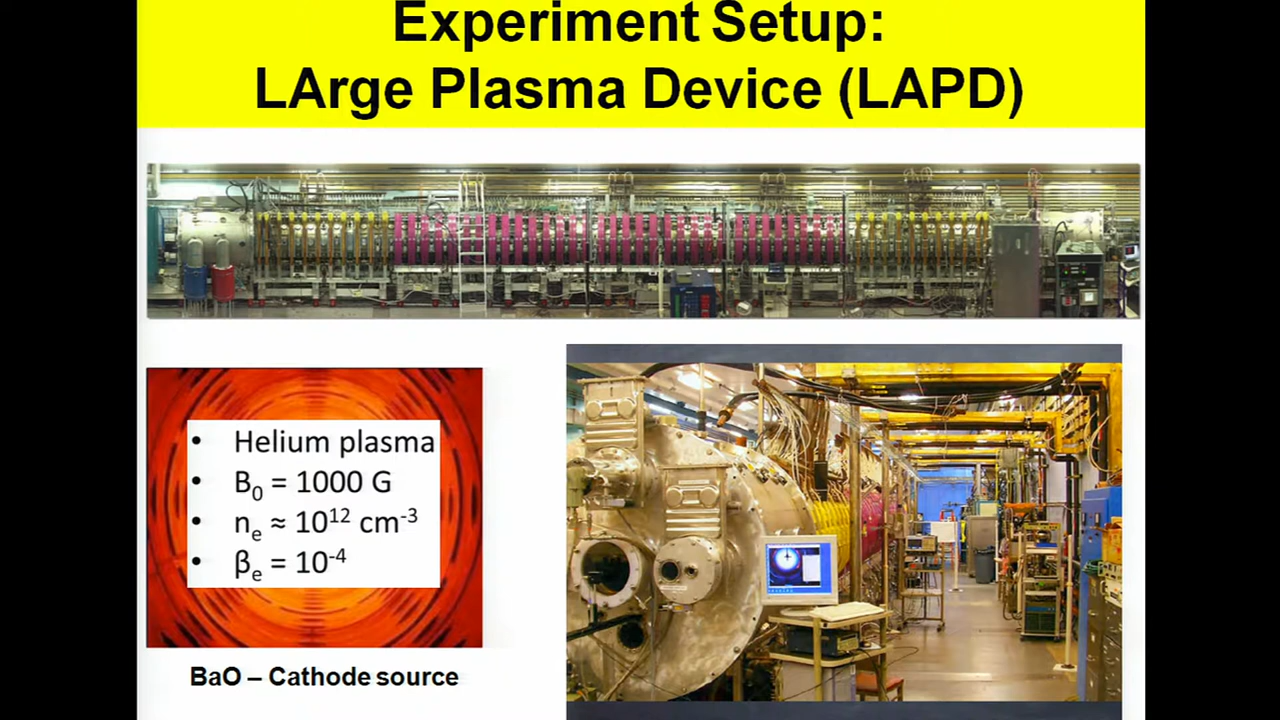 Experiment Setup:
LArge Plasma Device (LAPD)
• Helium plasma
• B₀ = 1000 G
• nₑ ≈ 10¹² cm⁻³
• βₑ = 10⁻⁴
BaO – Cathode source